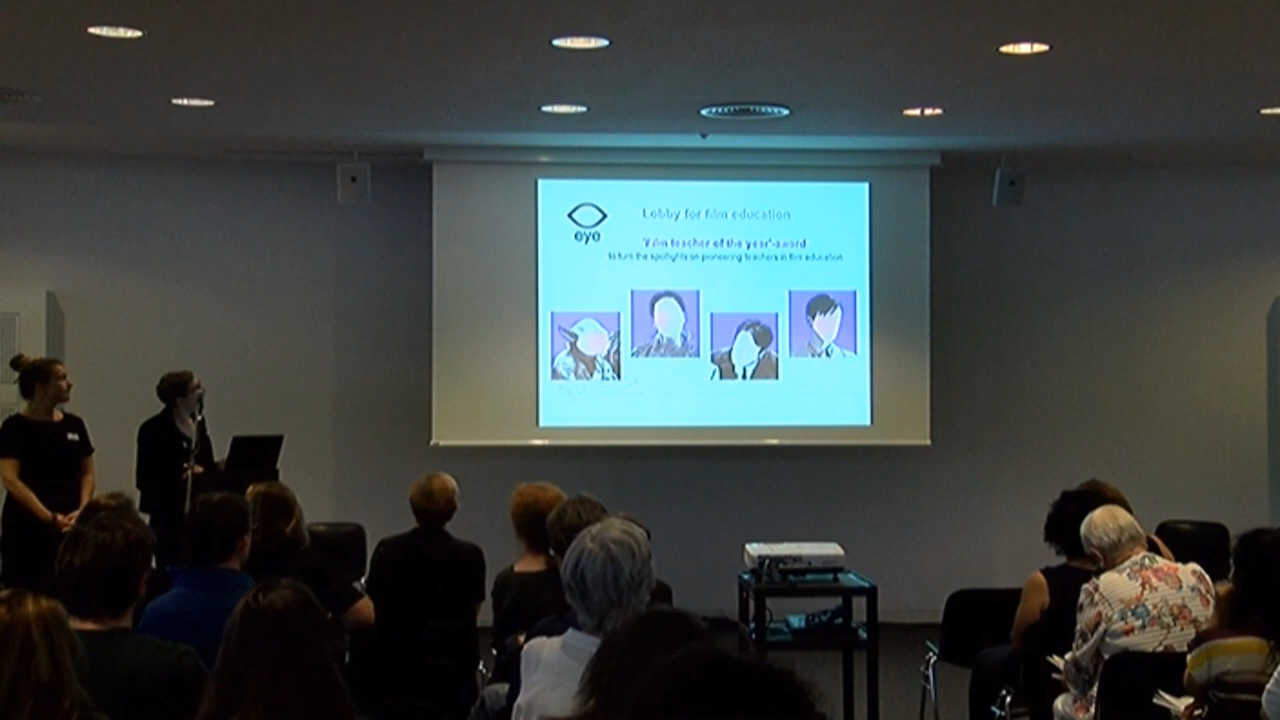 Lobby for film education
eye
'Film teacher of the year'-award
to turn the spotlights on pioneering teachers in film education